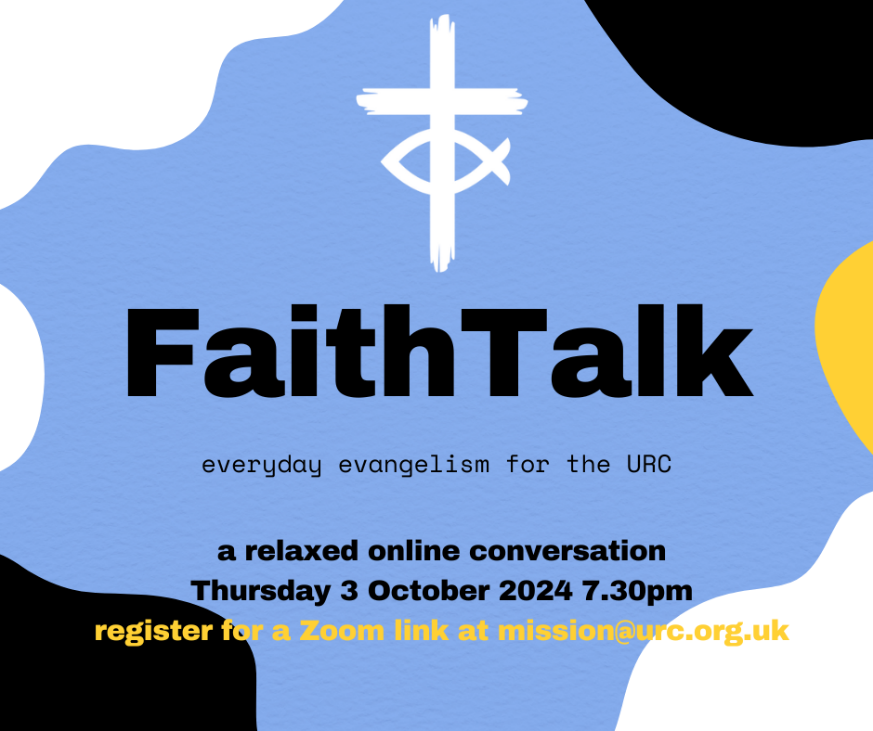 FaithTalk
everyday evangelism for the URC
a relaxed online conversation
Thursday 3 October 2024 7.30pm
register for a Zoom link at mission@urc.org.uk